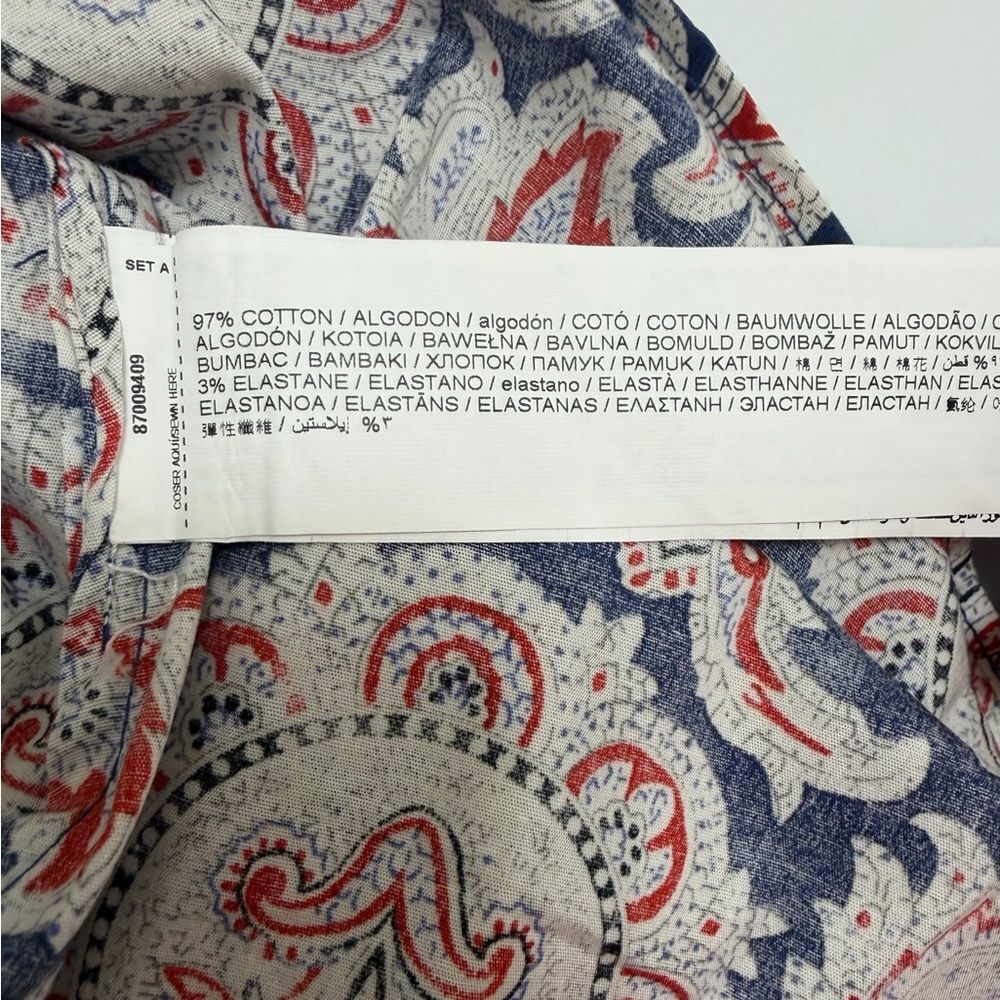 SET A
87009409
COSER AQUÍ/SEWN HERE
97% COTTON / ALGODON / algodón / COTÓ / COTON / BAUMWOLLE / ALGODÃO /
ALGODÓN / KOTOIA / BAWEŁNA / BAVLNA / BOMULD / BOMBAŽ / PAMUT / KOKVIL
BUMBAC / BAMBAKI / ХЛОПОК / ПАМУК / PAMUK / KATUN / 棉 / 면 / 綿 / 棉花 / قطن %
3% ELASTANE / ELASTANO / elastano / ELASTÀ / ELASTHANNE / ELASTHAN / ELAS
ELASTANOA / ELASTĀNS / ELASTANAS / ΕΛΑΣΤΑΝΗ / ЭЛАСТАН / ЕЛАСТАН / 氨纶 /
彈性纖維 / إيلاستين ٣%